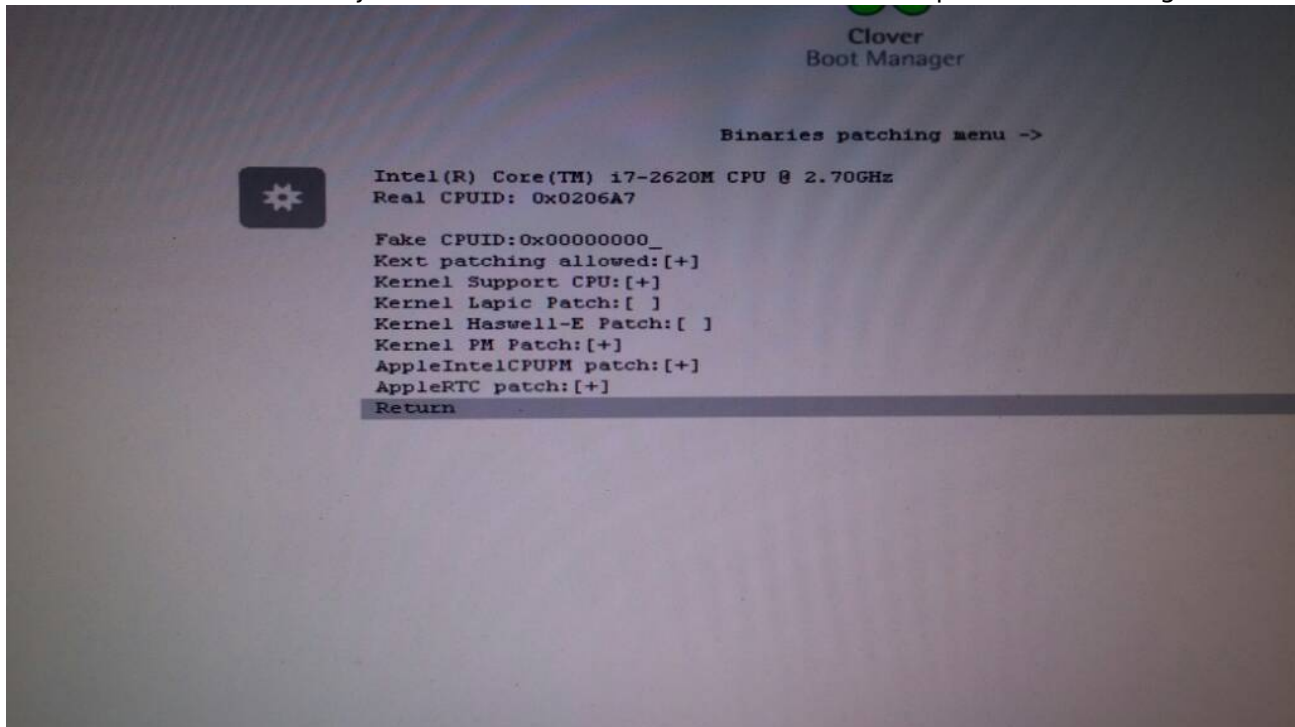 Clover
Boot Manager
Binaries patching menu ->
Intel(R) Core(TM) i7-2620M CPU @ 2.70GHz
Real CPUID: 0x0206A7
Fake CPUID:0x00000000_
Kext patching allowed:[+]
Kernel Support CPU:[+]
Kernel Lapic Patch:[ ]
Kernel Haswell-E Patch:[ ]
Kernel PM Patch:[+]
AppleIntelCPUPM patch:[+]
AppleRTC patch:[+]
Return